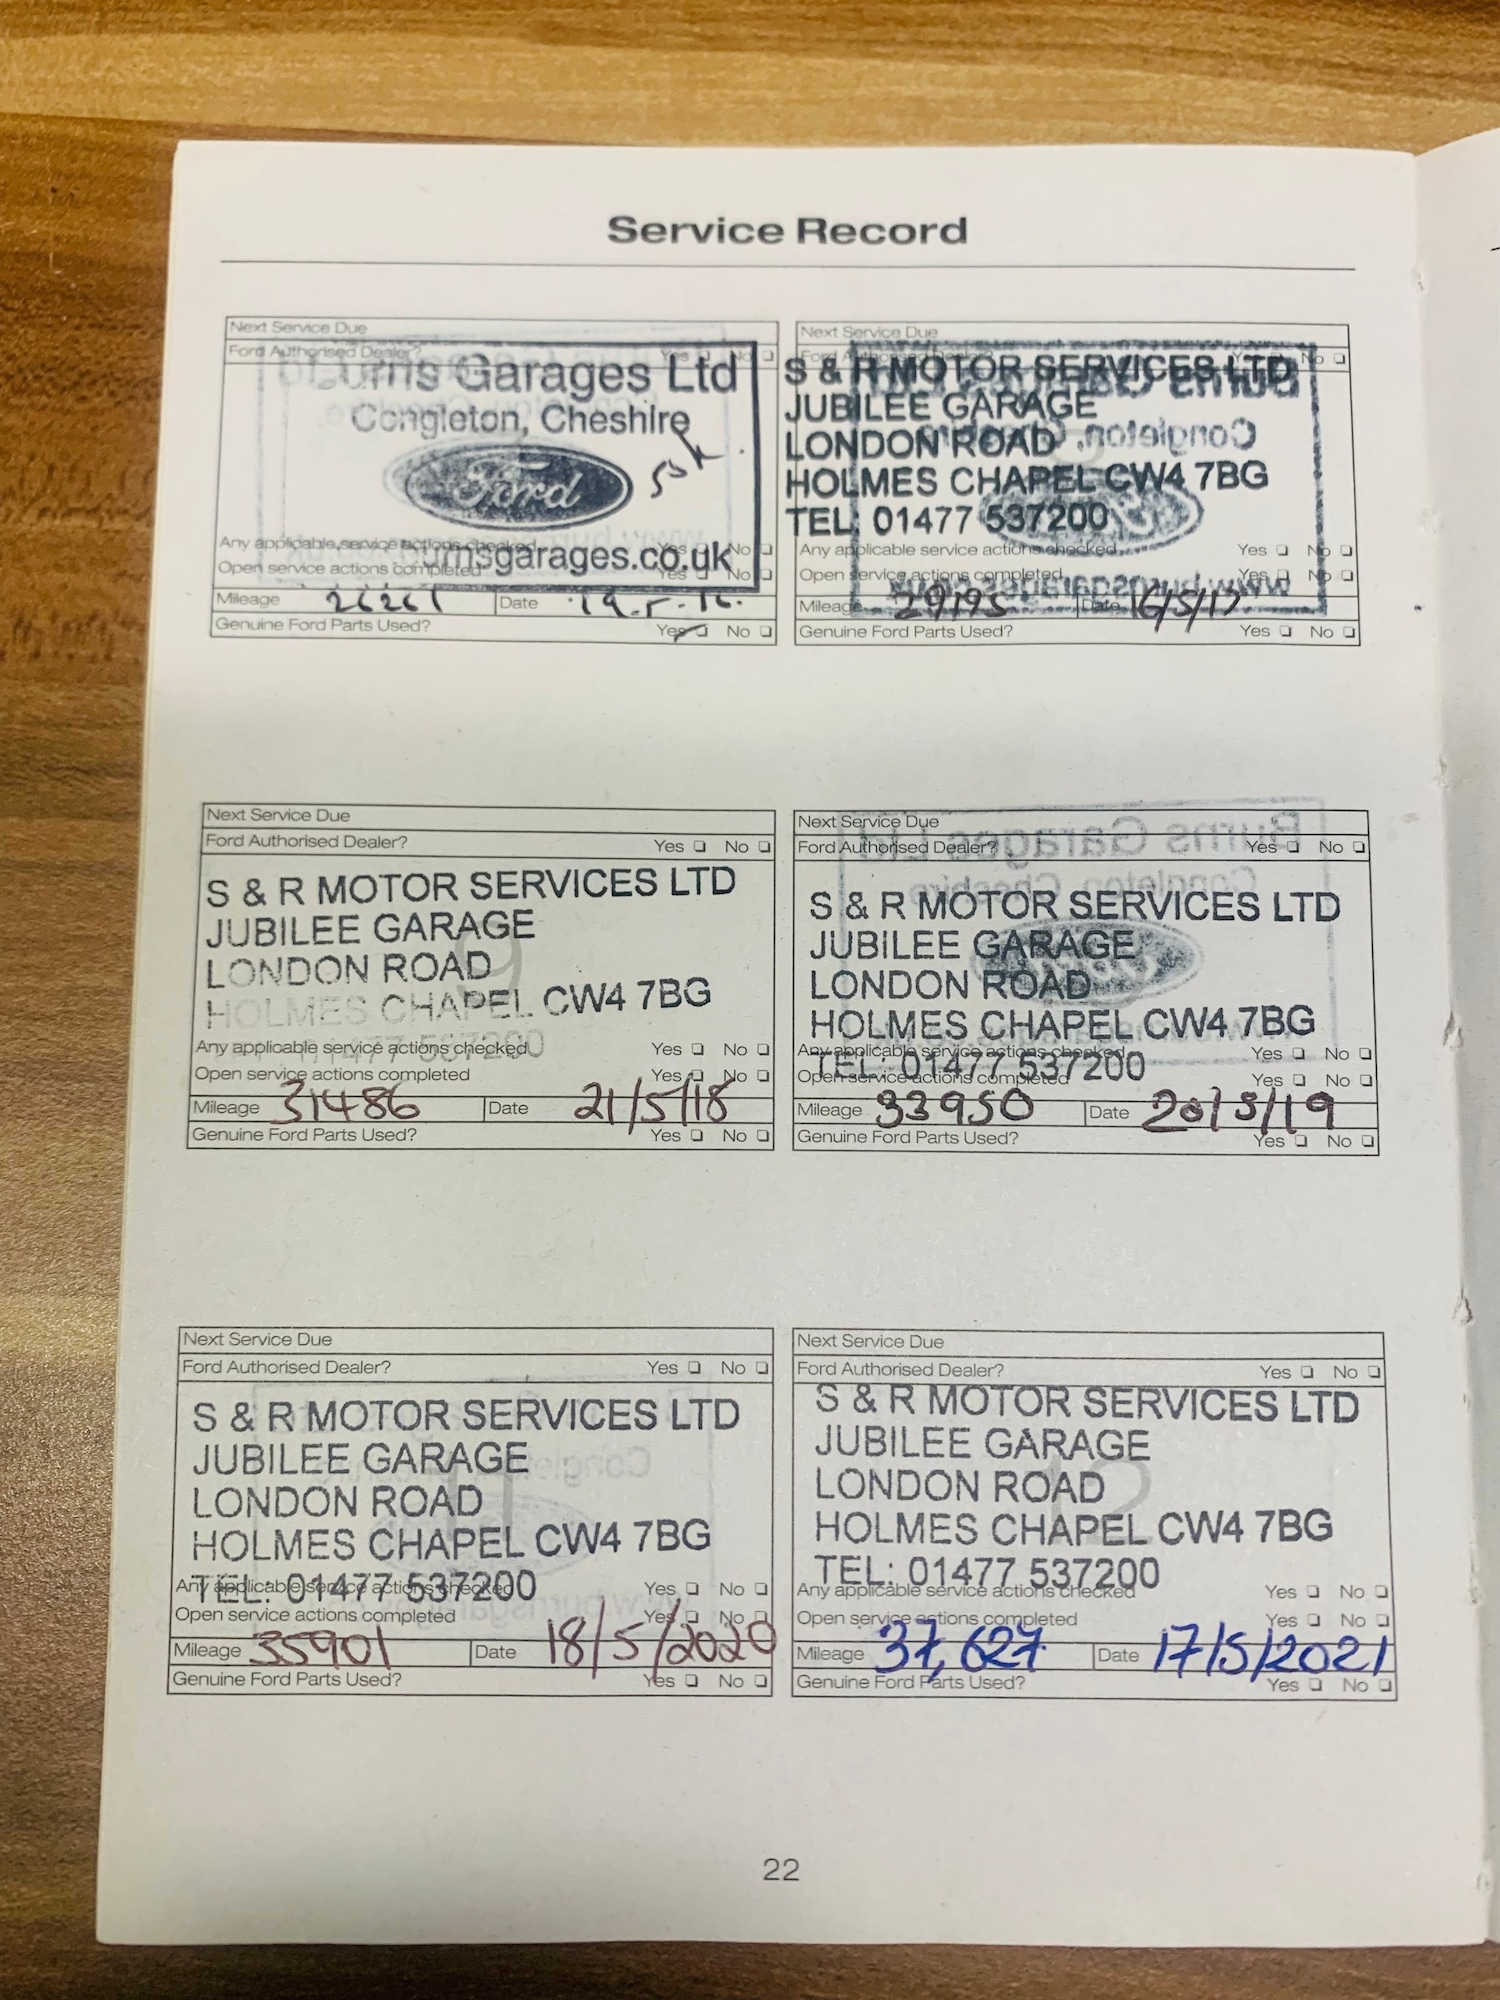 Service Record
Next Service Due
Ford Authorised Dealer? Yes No
Burns Garages Ltd
Congleton, Cheshire
Ford
50K
Any applicable service actions checked Yes No
www.burnsgarages.co.uk
Open service actions completed Yes No
Mileage 26261 Date 19.5.16.
Genuine Ford Parts Used? Yes No
Next Service Due
Ford Authorised Dealer? Yes No
S & R MOTOR SERVICES LTD
JUBILEE GARAGE
LONDON ROAD
HOLMES CHAPEL CW4 7BG
TEL: 01477 537200
Any applicable service actions checked Yes No
Open service actions completed Yes No
Mileage 29195 Date 16/5/17
Genuine Ford Parts Used? Yes No
Next Service Due
Ford Authorised Dealer? Yes No
S & R MOTOR SERVICES LTD
JUBILEE GARAGE
LONDON ROAD
HOLMES CHAPEL CW4 7BG
01477 537200
Any applicable service actions checked Yes No
Open service actions completed Yes No
Mileage 31486 Date 21/5/18
Genuine Ford Parts Used? Yes No
Next Service Due
Ford Authorised Dealer? Yes No
S & R MOTOR SERVICES LTD
JUBILEE GARAGE
LONDON ROAD
HOLMES CHAPEL CW4 7BG
TEL: 01477 537200
Any applicable service actions checked Yes No
Open service actions completed Yes No
Mileage 33950 Date 20/5/19
Genuine Ford Parts Used? Yes No
Next Service Due
Ford Authorised Dealer? Yes No
S & R MOTOR SERVICES LTD
JUBILEE GARAGE
LONDON ROAD
HOLMES CHAPEL CW4 7BG
TEL: 01477 537200
Any applicable service actions checked Yes No
Open service actions completed Yes No
Mileage 35901 Date 18/5/2020
Genuine Ford Parts Used? Yes No
Next Service Due
Ford Authorised Dealer? Yes No
S & R MOTOR SERVICES LTD
JUBILEE GARAGE
LONDON ROAD
HOLMES CHAPEL CW4 7BG
TEL: 01477 537200
Any applicable service actions checked Yes No
Open service actions completed Yes No
Mileage 37,627 Date 17/5/2021
Genuine Ford Parts Used? Yes No
22